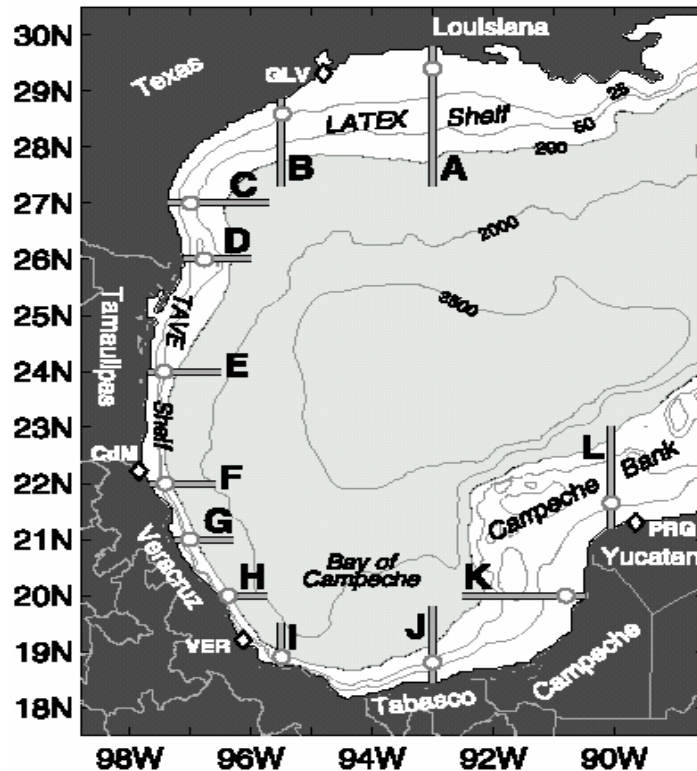 30N
29N
28N
27N
26N
25N
24N
23N
22N
21N
20N
19N
18N
98W 96W 94W 92W 90W
Louisiana
Texas
GLV
LATEX Shelf
25
50
200
2000
3500
A
B
C
D
E
F
G
H
I
J
K
L
TAVE
Shelf
Tamaulipas
CdM
Veracruz
VER
Bay of
Campeche
Campeche Bank
PRG
Yucatan
Campeche
Tabasco